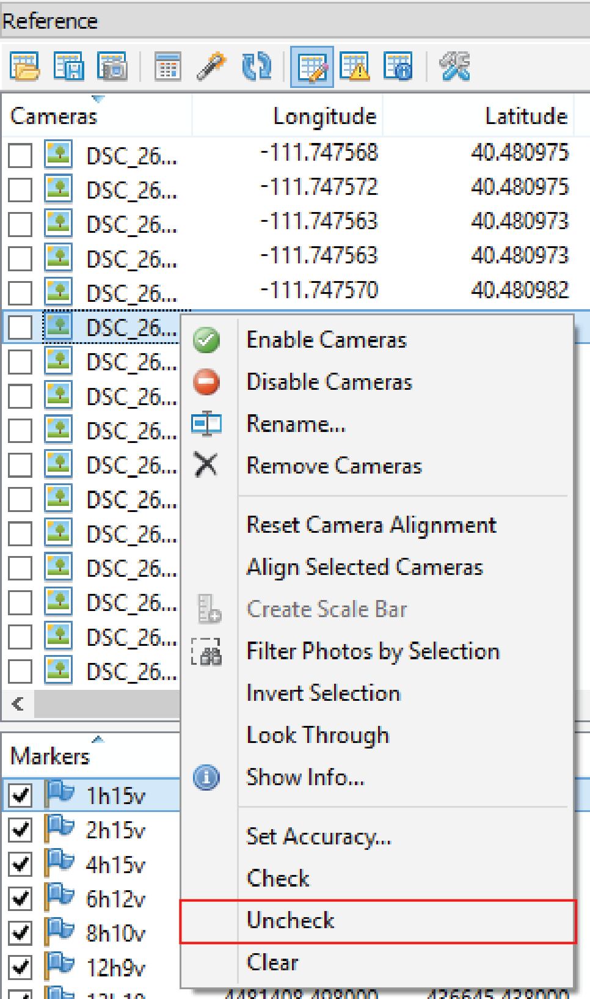 Reference
Cameras Longitude Latitude
DSC_26... -111.747568 40.480975
DSC_26... -111.747572 40.480975
DSC_26... -111.747563 40.480973
DSC_26... -111.747563 40.480973
DSC_26... -111.747570 40.480982
DSC_26...
DSC_26...
DSC_26...
DSC_26...
DSC_26...
DSC_26...
DSC_26...
DSC_26...
DSC_26...
DSC_26...
DSC_26...
Enable Cameras
Disable Cameras
Rename...
Remove Cameras
Reset Camera Alignment
Align Selected Cameras
Create Scale Bar
Filter Photos by Selection
Invert Selection
Look Through
Show Info...
Set Accuracy...
Check
Uncheck
Clear
Markers
1h15v
2h15v
4h15v
6h12v
8h10v
12h9v